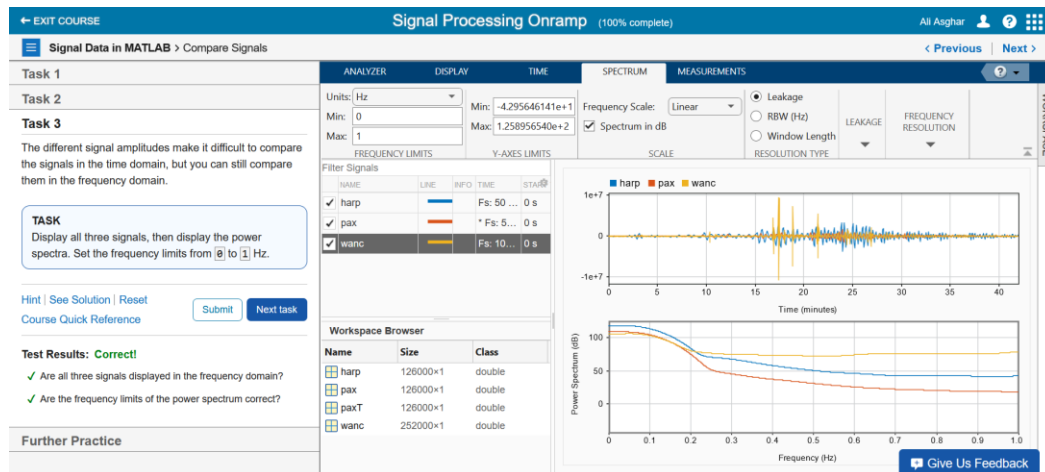 ← EXIT COURSE
Signal Processing Onramp (100% complete)
Ali Asghar
Signal Data in MATLAB > Compare Signals
< Previous | Next >
Task 1
Task 2
Task 3
The different signal amplitudes make it difficult to compare
the signals in the time domain, but you can still compare
them in the frequency domain.
TASK
Display all three signals, then display the power
spectra. Set the frequency limits from 0 to 1 Hz.
Hint | See Solution | Reset
Course Quick Reference
Submit
Next task
Test Results: Correct!
✓ Are all three signals displayed in the frequency domain?
✓ Are the frequency limits of the power spectrum correct?
Further Practice
ANALYZER DISPLAY TIME SPECTRUM MEASUREMENTS
Units: Hz
Min: 0
Max: 1
FREQUENCY LIMITS
Min: -4.295646141e+1
Max: 1.258956540e+2
Y-AXES LIMITS
Frequency Scale: Linear
Spectrum in dB
SCALE
Leakage
RBW (Hz)
Window Length
RESOLUTION TYPE
LEAKAGE
FREQUENCY
RESOLUTION
Filter Signals
NAME LINE INFO TIME START
harp Fs: 50 ... 0 s
pax * Fs: 5... 0 s
wanc Fs: 10... 0 s
Workspace Browser
Name Size Class
harp 126000×1 double
pax 126000×1 double
paxT 126000×1 double
wanc 252000×1 double
harp pax wanc
1e+7
0
-1e+7
0 5 10 15 20 25 30 35 40
Time (minutes)
Power Spectrum (dB)
100
50
0
0 0.1 0.2 0.3 0.4 0.5 0.6 0.7 0.8 0.9 1.0
Frequency (Hz)
Give Us Feedback